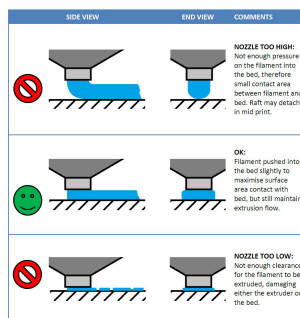 SIDE VIEW
END VIEW
COMMENTS
NOZZLE TOO HIGH:
Not enough pressure
on the filament into
the bed, therefore
small contact area
between filament and
bed. Raft may detach
in mid print.
OK:
Filament pushed into
the bed slightly to
maximise surface
area contact with
bed, but still maintain
extrusion flow.
NOZZLE TOO LOW:
Not enough clearance
for the filament to be
extruded, damaging
either the extruder or
the bed.